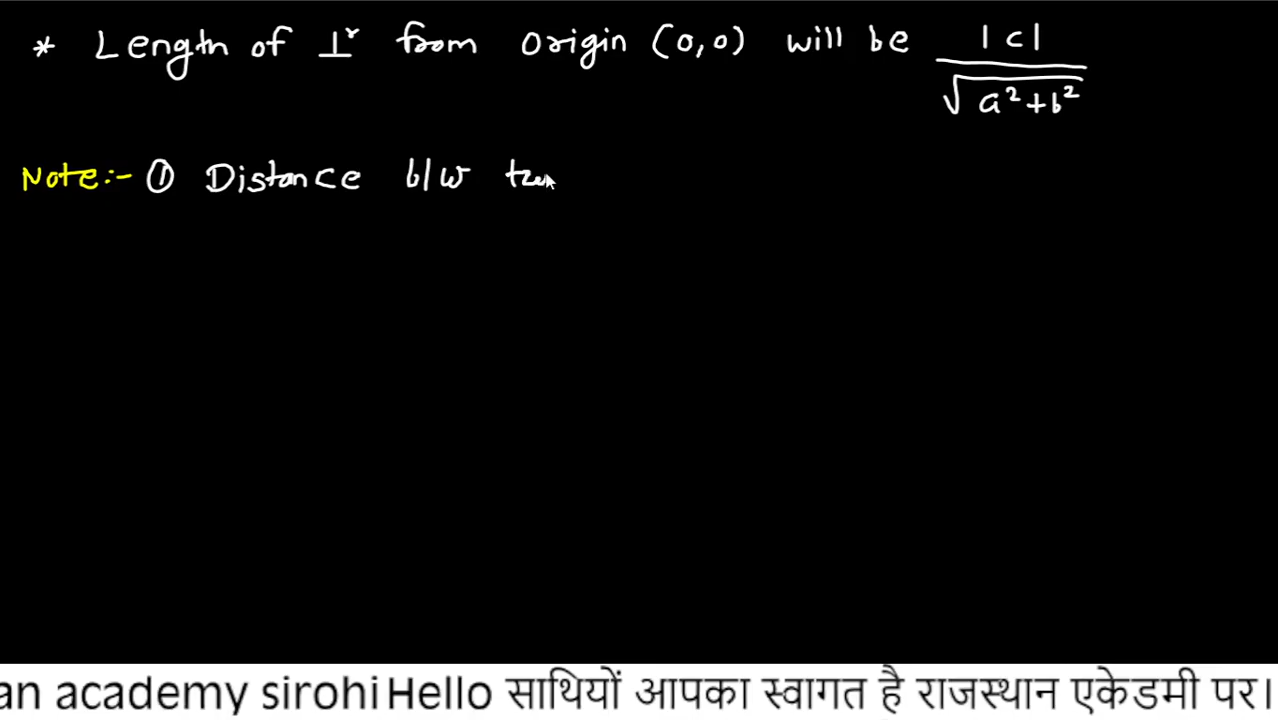 * Length of ⊥r from origin (0,0) will be |c| / √(a²+b²)
Note:- ① Distance b/w
an academy sirohi Hello साथियों आपका स्वागत है राजस्थान एकेडमी पर।